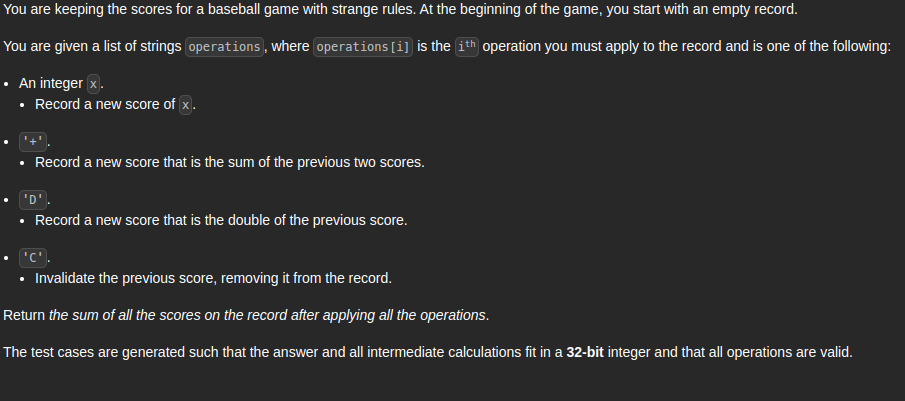 You are keeping the scores for a baseball game with strange rules. At the beginning of the game, you start with an empty record.
You are given a list of strings operations, where operations[i] is the ith operation you must apply to the record and is one of the following:
• An integer x.
• Record a new score of x.
• '+'.
• Record a new score that is the sum of the previous two scores.
• 'D'.
• Record a new score that is the double of the previous score.
• 'C'.
• Invalidate the previous score, removing it from the record.
Return the sum of all the scores on the record after applying all the operations.
The test cases are generated such that the answer and all intermediate calculations fit in a 32-bit integer and that all operations are valid.